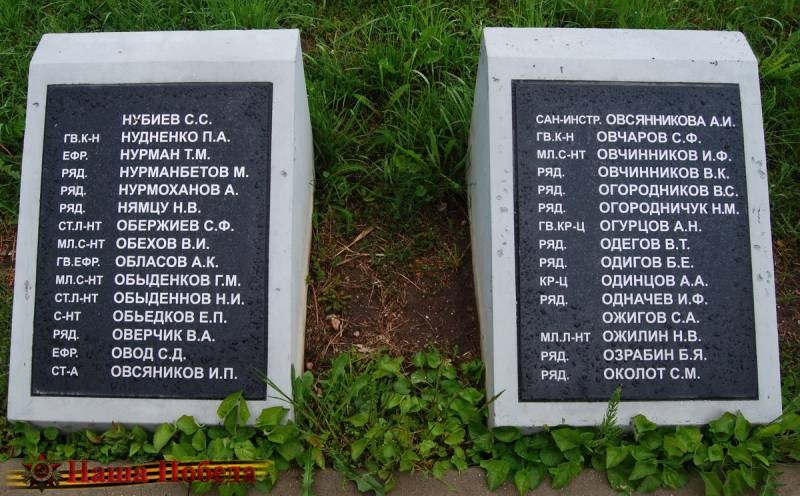 НУБИЕВ С.С.
ГВ.К-Н НУДНЕНКО П.А.
ЕФР. НУРМАН Т.М.
РЯД. НУРМАНБЕТОВ М.
РЯД. НУРМОХАНОВ А.
РЯД. НЯМЦУ Н.В.
СТ.Л-НТ ОБЕРЖИЕВ С.Ф.
МЛ.С-НТ ОБЕХОВ В.И.
ГВ.ЕФР. ОБЛАСОВ А.К.
МЛ.С-НТ ОБЫДЕНКОВ Г.М.
СТ.Л-НТ ОБЫДЕННОВ Н.И.
С-НТ ОБЬЕДКОВ Е.П.
РЯД. ОВЕРЧИК В.А.
ЕФР. ОВОД С.Д.
СТ-А ОВСЯНИКОВ И.П.
САН-ИНСТР. ОВСЯННИКОВА А.И.
ГВ.К-Н ОВЧАРОВ С.Ф.
МЛ.С-НТ ОВЧИННИКОВ И.Ф.
РЯД. ОВЧИННИКОВ В.К.
РЯД. ОГОРОДНИКОВ В.С.
РЯД. ОГОРОДНИЧУК Н.М.
ГВ.КР-Ц ОГУРЦОВ А.Н.
РЯД. ОДЕГОВ В.Т.
РЯД. ОДИГОВ Б.Е.
КР-Ц ОДИНЦОВ А.А.
РЯД. ОДНАЧЕВ И.Ф.
ОЖИГОВ С.А.
МЛ.Л-НТ ОЖИЛИН Н.В.
РЯД. ОЗРАБИН Б.Я.
РЯД. ОКОЛОТ С.М.
Наша Победа